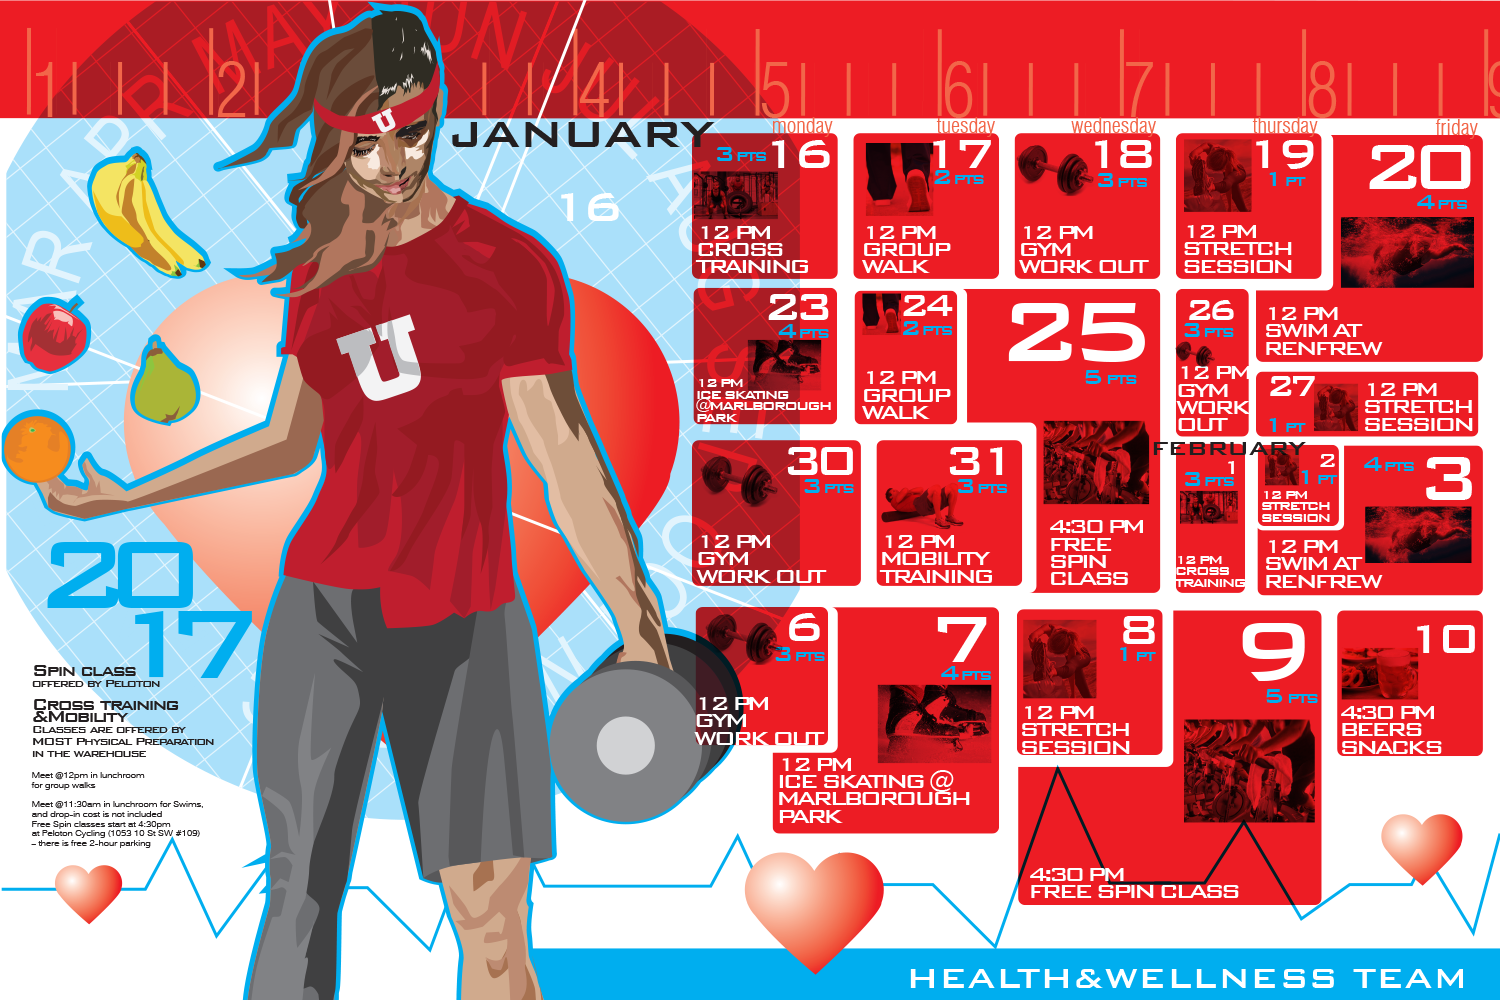 1 2 4 5 6 7 8 9
MAR APR MAY JUN
JANUARY
16
U
U
monday
tuesday
wednesday
thursday
friday
3 PTS 16
12 PM
CROSS
TRAINING
17
2 PTS
12 PM
GROUP
WALK
18
3 PTS
12 PM
GYM
WORK OUT
19
1 PT
12 PM
STRETCH
SESSION
20
4 PTS
12 PM
SWIM AT
RENFREW
23
4 PTS
12 PM
ICE SKATING
@MARLBOROUGH
PARK
24
2 PTS
12 PM
GROUP
WALK
25
5 PTS
4:30 PM
FREE
SPIN
CLASS
26
3 PTS
12 PM
GYM
WORK
OUT
27
1 PT
12 PM
STRETCH
SESSION
30
3 PTS
12 PM
GYM
WORK OUT
31
3 PTS
12 PM
MOBILITY
TRAINING
FEBRUARY
1
3 PTS
12 PM
CROSS
TRAINING
2
1 PT
12 PM
STRETCH
SESSION
4 PTS 3
12 PM
SWIM AT
RENFREW
6
3 PTS
12 PM
GYM
WORK OUT
7
4 PTS
12 PM
ICE SKATING @
MARLBOROUGH
PARK
8
1 PT
12 PM
STRETCH
SESSION
9
5 PTS
4:30 PM
FREE SPIN CLASS
10
4:30 PM
BEERS
SNACKS
20
17
SPIN CLASS
OFFERED BY PELOTON
CROSS TRAINING
&MOBILITY
CLASSES ARE OFFERED BY
MOST PHYSICAL PREPARATION
IN THE WAREHOUSE
Meet @12pm in lunchroom
for group walks
Meet @11:30am in lunchroom for Swims,
and drop-in cost is not included
Free Spin classes start at 4:30pm
at Peloton Cycling (1053 10 St SW #109)
– there is free 2-hour parking
HEALTH&WELLNESS TEAM